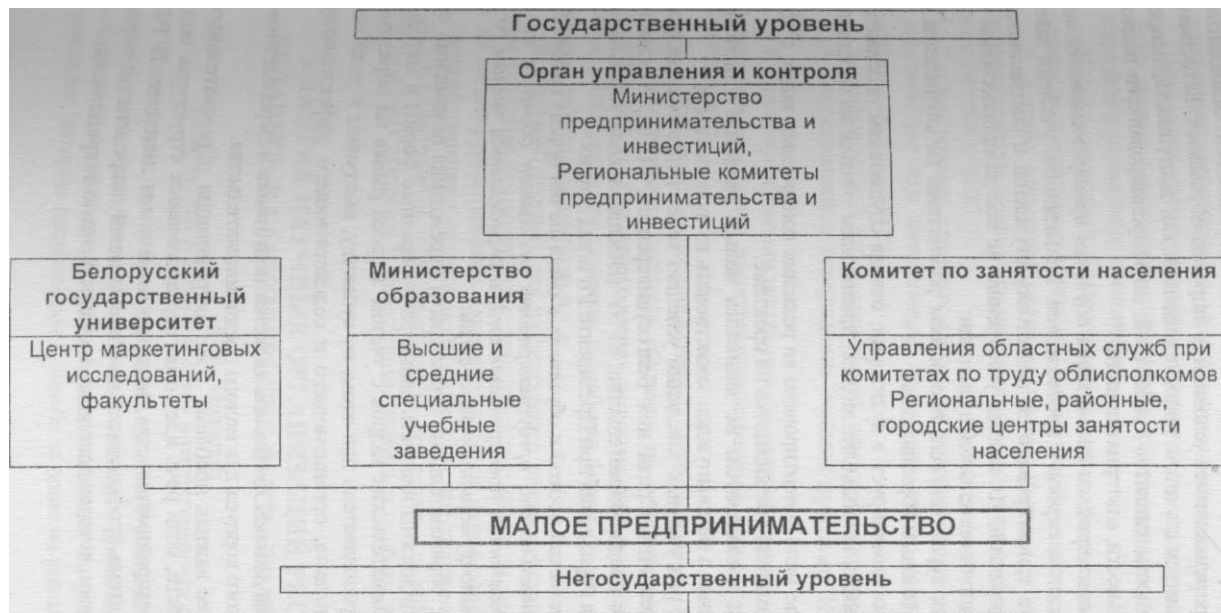 Государственный уровень
Орган управления и контроля
Министерство
предпринимательства и
инвестиций,
Региональные комитеты
предпринимательства и
инвестиций
Белорусский
государственный
университет
Центр маркетинговых
исследований,
факультеты
Министерство
образования
Высшие и
средние
специальные
учебные
заведения
Комитет по занятости населения
Управления областных служб при
комитетах по труду облисполкомов
Региональные, районные,
городские центры занятости
населения
МАЛОЕ ПРЕДПРИНИМАТЕЛЬСТВО
Негосударственный уровень